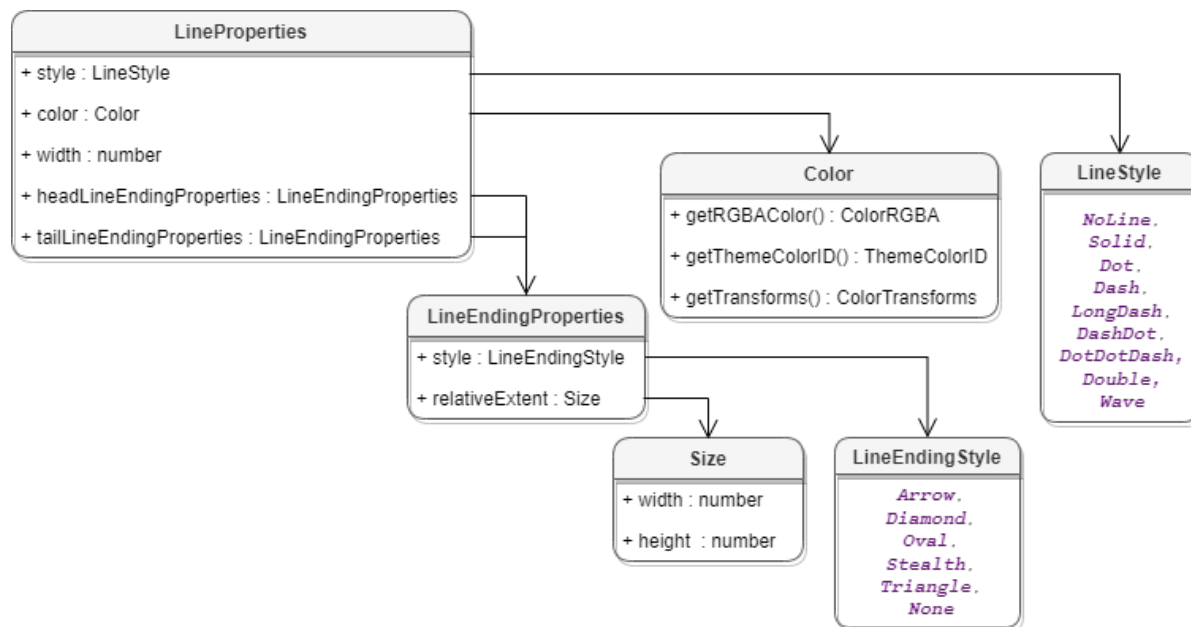 LineProperties
+ style : LineStyle
+ color : Color
+ width : number
+ headLineEndingProperties : LineEndingProperties
+ tailLineEndingProperties : LineEndingProperties
Color
+ getRGBAColor() : ColorRGBA
+ getThemeColorID() : ThemeColorID
+ getTransforms() : ColorTransforms
LineStyle
NoLine,
Solid,
Dot,
Dash,
LongDash,
DashDot,
DotDotDash,
Double,
Wave
LineEndingProperties
+ style : LineEndingStyle
+ relativeExtent : Size
Size
+ width : number
+ height : number
LineEndingStyle
Arrow,
Diamond,
Oval,
Stealth,
Triangle,
None